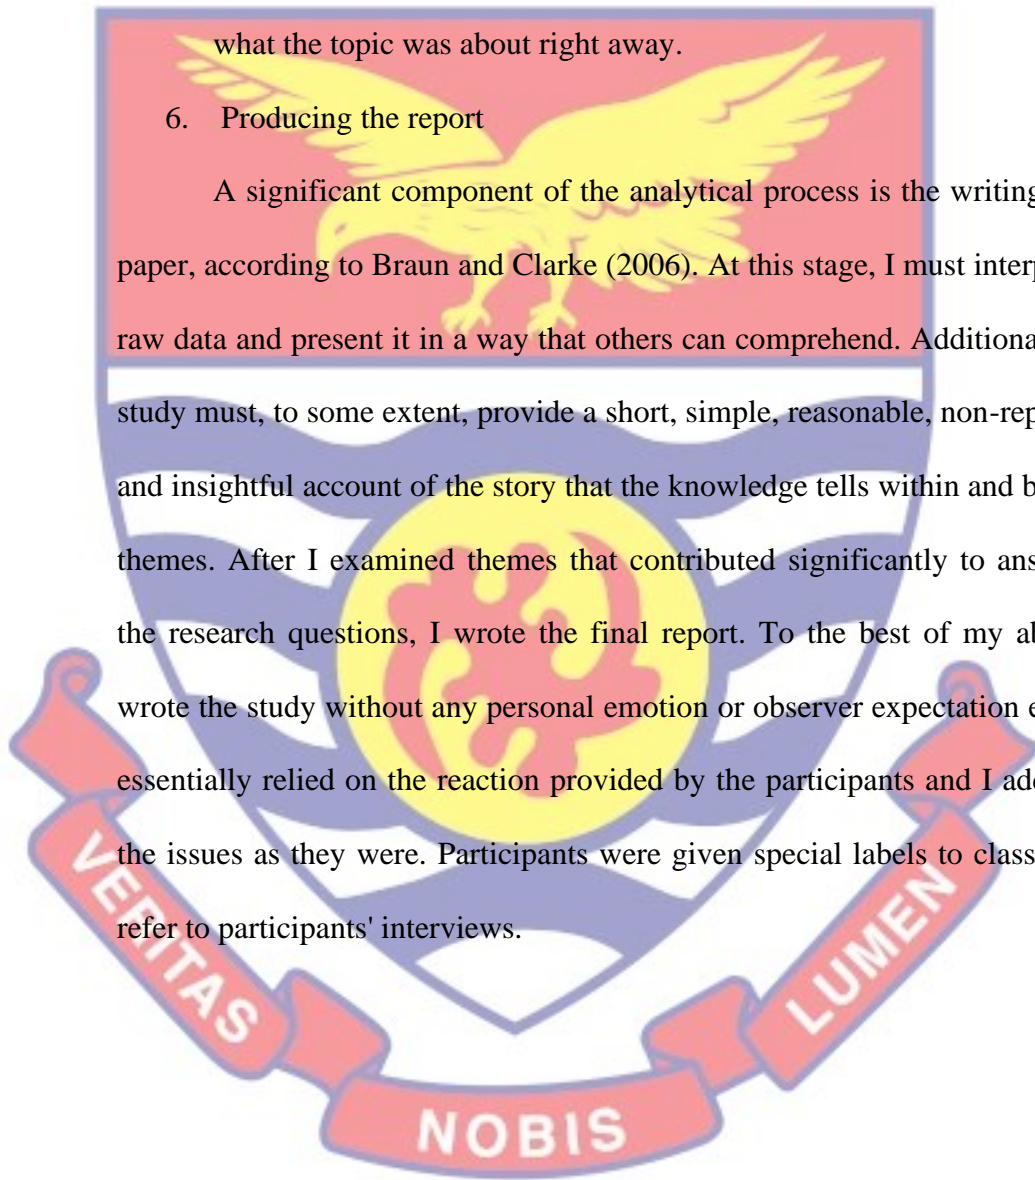 what the topic was about right away.
6. Producing the report
A significant component of the analytical process is the writing
paper, according to Braun and Clarke (2006). At this stage, I must interp
raw data and present it in a way that others can comprehend. Additiona
study must, to some extent, provide a short, simple, reasonable, non-rep
and insightful account of the story that the knowledge tells within and b
themes. After I examined themes that contributed significantly to ans
the research questions, I wrote the final report. To the best of my ab
wrote the study without any personal emotion or observer expectation e
essentially relied on the reaction provided by the participants and I add
the issues as they were. Participants were given special labels to class
refer to participants' interviews.
VERITAS
NOBIS
LUMEN